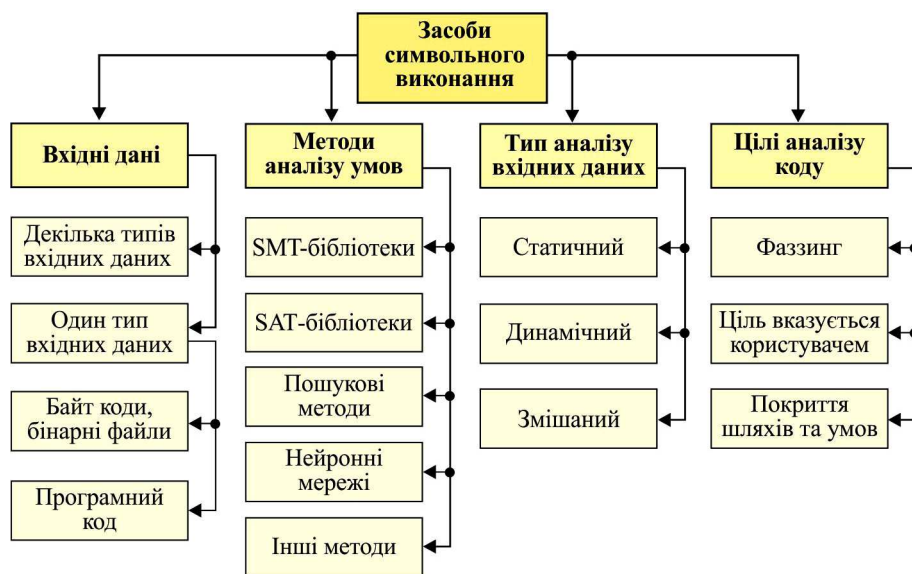 Засоби
символьного
виконання
Вхідні дані
Декілька типів
вхідних даних
Один тип
вхідних даних
Байт коди,
бінарні файли
Програмний
код
Методи
аналізу умов
SMT-бібліотеки
SAT-бібліотеки
Пошукові
методи
Нейронні
мережі
Інші методи
Тип аналізу
вхідних даних
Статичний
Динамічний
Змішаний
Цілі аналізу
коду
Фаззинг
Ціль вказується
користувачем
Покриття
шляхів та умов